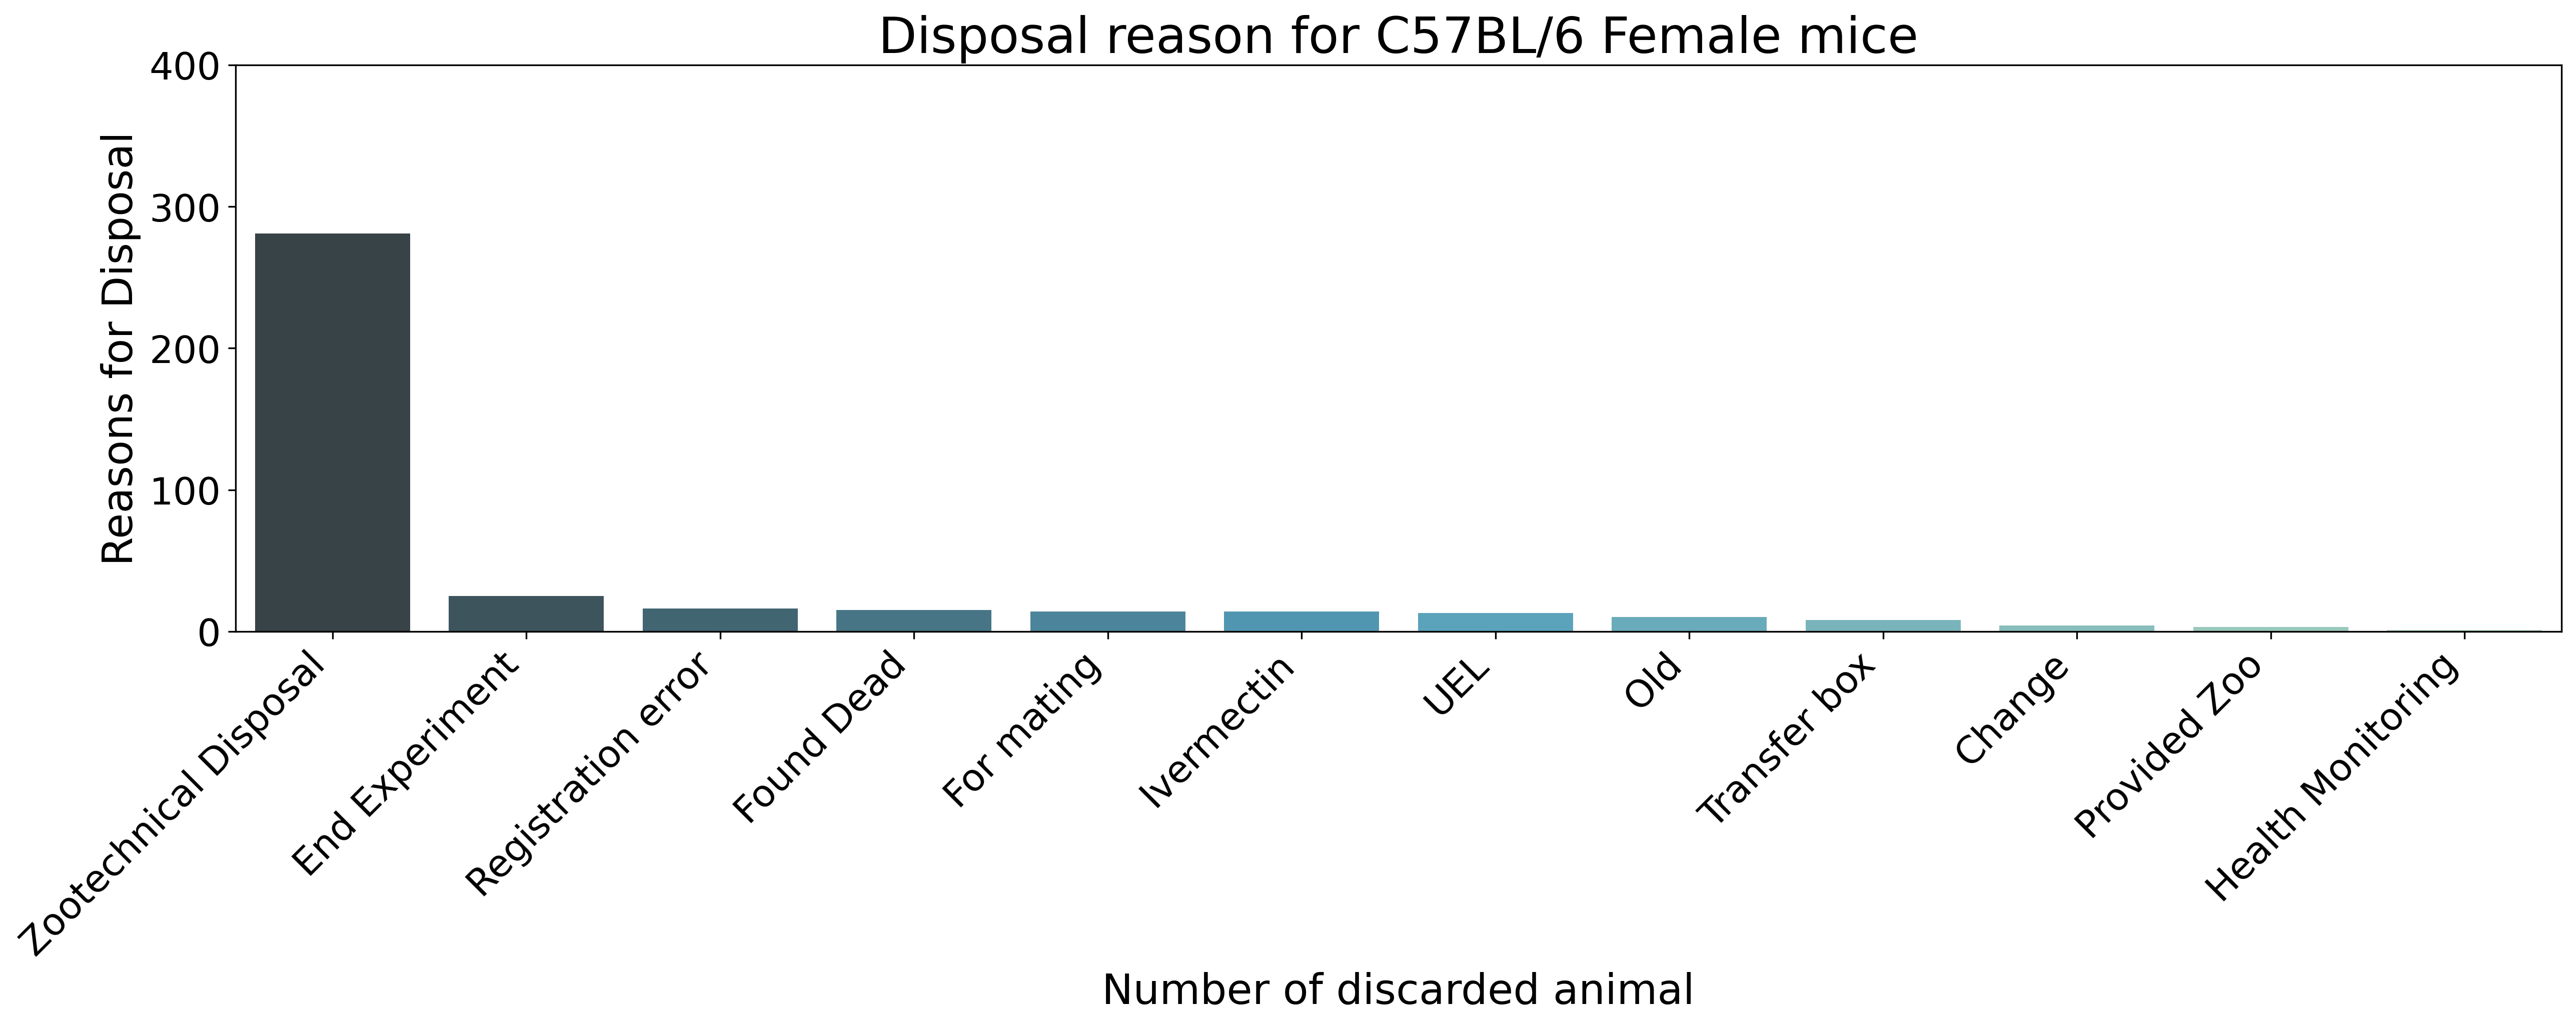 Disposal reason for C57BL/6 Female mice
400
300
200
100
0
Reasons for Disposal
Zootechnical Disposal
End Experiment
Registration error
Found Dead
For mating
Ivermectin
UEL
Old
Transfer box
Change
Provided Zoo
Health Monitoring
Number of discarded animal